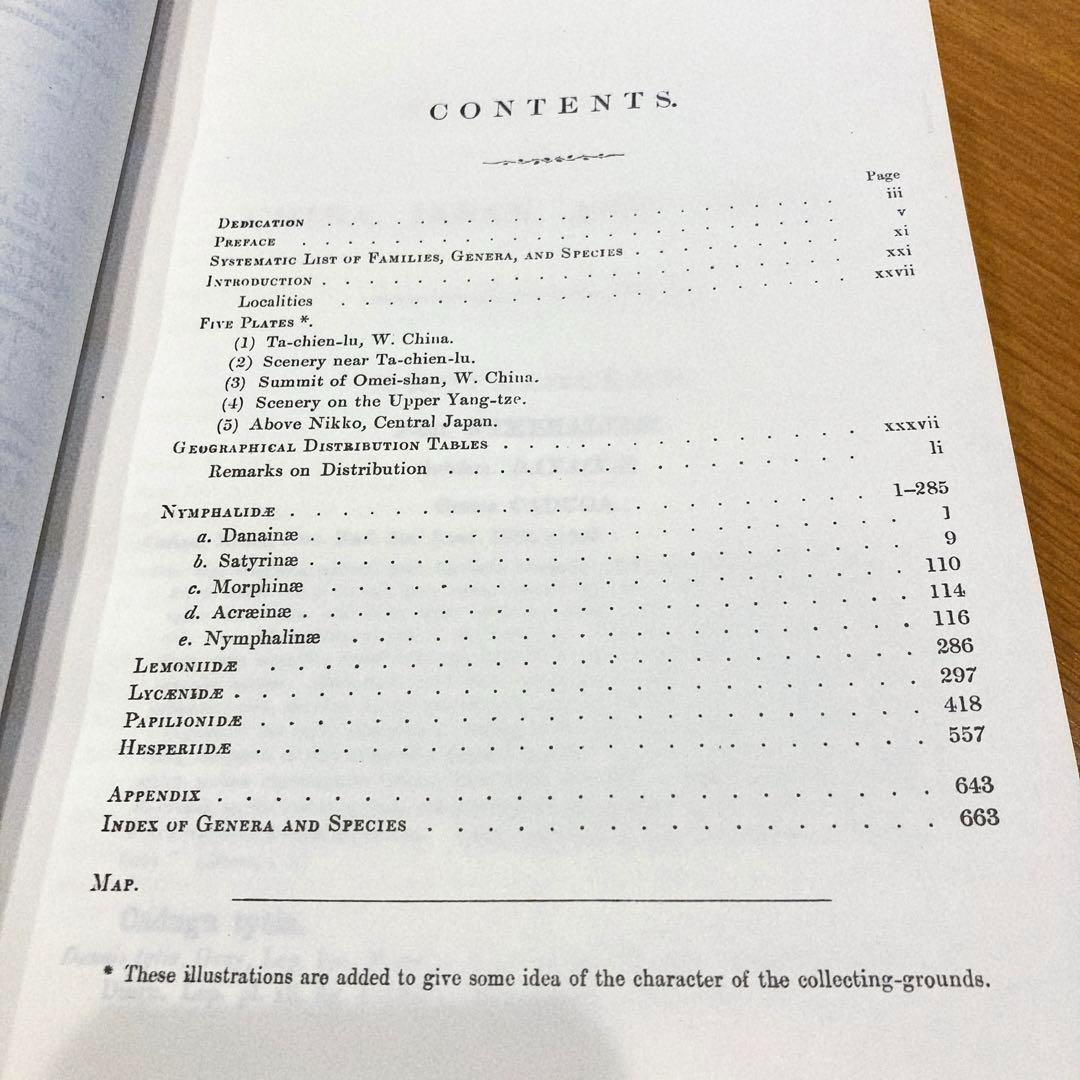 CONTENTS.
Page
DEDICATION . . . . . . . . . . . . . . . . iii
PREFACE . . . . . . . . . . . . . . . . . v
SYSTEMATIC LIST OF FAMILIES, GENERA, AND SPECIES . . . . . . . xi
INTRODUCTION . . . . . . . . . . . . . . . . xxi
Localities . . . . . . . . . . . . . . . . xxvii
FIVE PLATES *.
(1) Ta-chien-lu, W. China.
(2) Scenery near Ta-chien-lu.
(3) Summit of Omei-shan, W. China.
(4) Scenery on the Upper Yang-tze.
(5) Above Nikko, Central Japan.
GEOGRAPHICAL DISTRIBUTION TABLES . . . . . . . . . . . . xxxvii
Remarks on Distribution . . . . . . . . . . . . . li
NYMPHALIDÆ . . . . . . . . . . . . . . . . 1–285
a. Danainæ . . . . . . . . . . . . . . . . 1
b. Satyrinæ . . . . . . . . . . . . . . . . 9
c. Morphinæ . . . . . . . . . . . . . . . . 110
d. Acræinæ . . . . . . . . . . . . . . . . 114
e. Nymphalinæ . . . . . . . . . . . . . . . 116
LEMONIIDÆ . . . . . . . . . . . . . . . . 286
LYCÆNIDÆ . . . . . . . . . . . . . . . . . 297
PAPILIONIDÆ . . . . . . . . . . . . . . . . 418
HESPERIIDÆ . . . . . . . . . . . . . . . . 557
APPENDIX . . . . . . . . . . . . . . . . . 643
INDEX OF GENERA AND SPECIES . . . . . . . . . . . . . 663
MAP.
* These illustrations are added to give some idea of the character of the collecting-grounds.